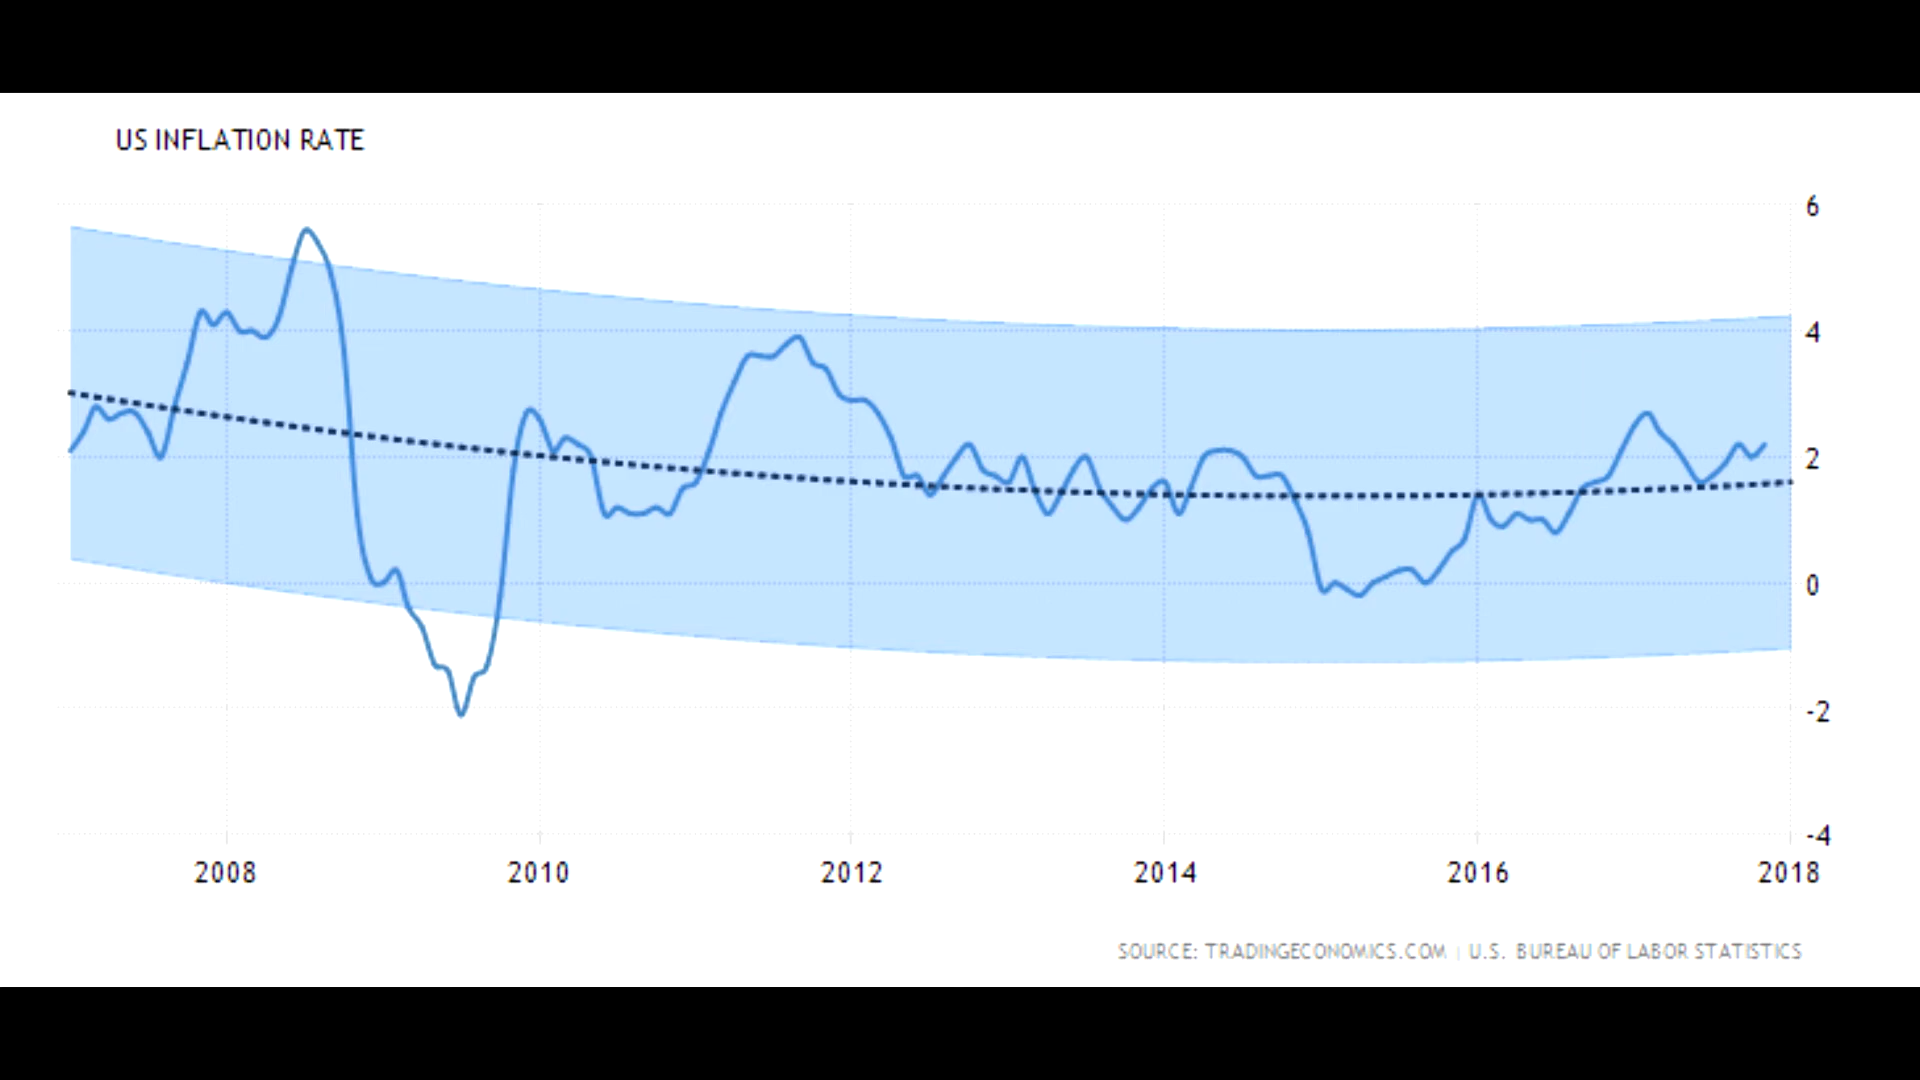 US INFLATION RATE
6
4
2
0
-2
-4
2008 2010 2012 2014 2016 2018
SOURCE: TRADINGECONOMICS.COM | U.S. BUREAU OF LABOR STATISTICS